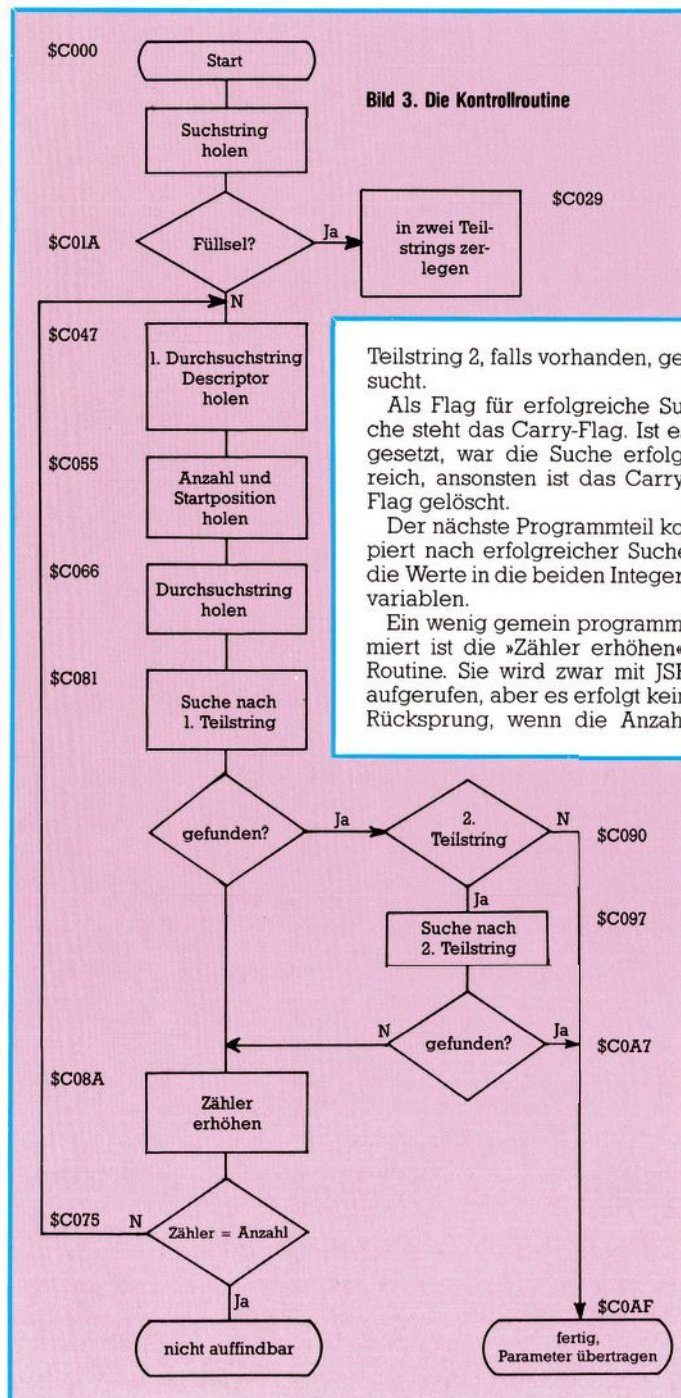 $C000
Start
Bild 3. Die Kontrollroutine
Suchstring
holen
$C029
$C01A
Füllsel?
Ja
in zwei Teil-
strings zer-
legen
N
$C047
1. Durchsuchstring
Descriptor
holen
Teilstring 2, falls vorhanden, ge
sucht.
Als Flag für erfolgreiche Su
che steht das Carry-Flag. Ist es
gesetzt, war die Suche erfolg
reich, ansonsten ist das Carry
Flag gelöscht.
Der nächste Programmteil ko
piert nach erfolgreicher Suche
die Werte in die beiden Integer
variablen.
Ein wenig gemein programm
miert ist die »Zähler erhöhen«
Routine. Sie wird zwar mit JSR
aufgerufen, aber es erfolgt kein
Rücksprung, wenn die Anzahl
$C055
Anzahl und
Startposition
holen
$C066
Durchsuchstring
holen
$C081
Suche nach
1. Teilstring
gefunden?
Ja
2.
Teilstring
N
$C090
Ja
$C097
Suche nach
2. Teilstring
N
gefunden?
Ja
$C0A7
$C08A
Zähler
erhöhen
$C075
N
Zähler = Anzahl
Ja
$C0AF
nicht auffindbar
fertig,
Parameter übertragen